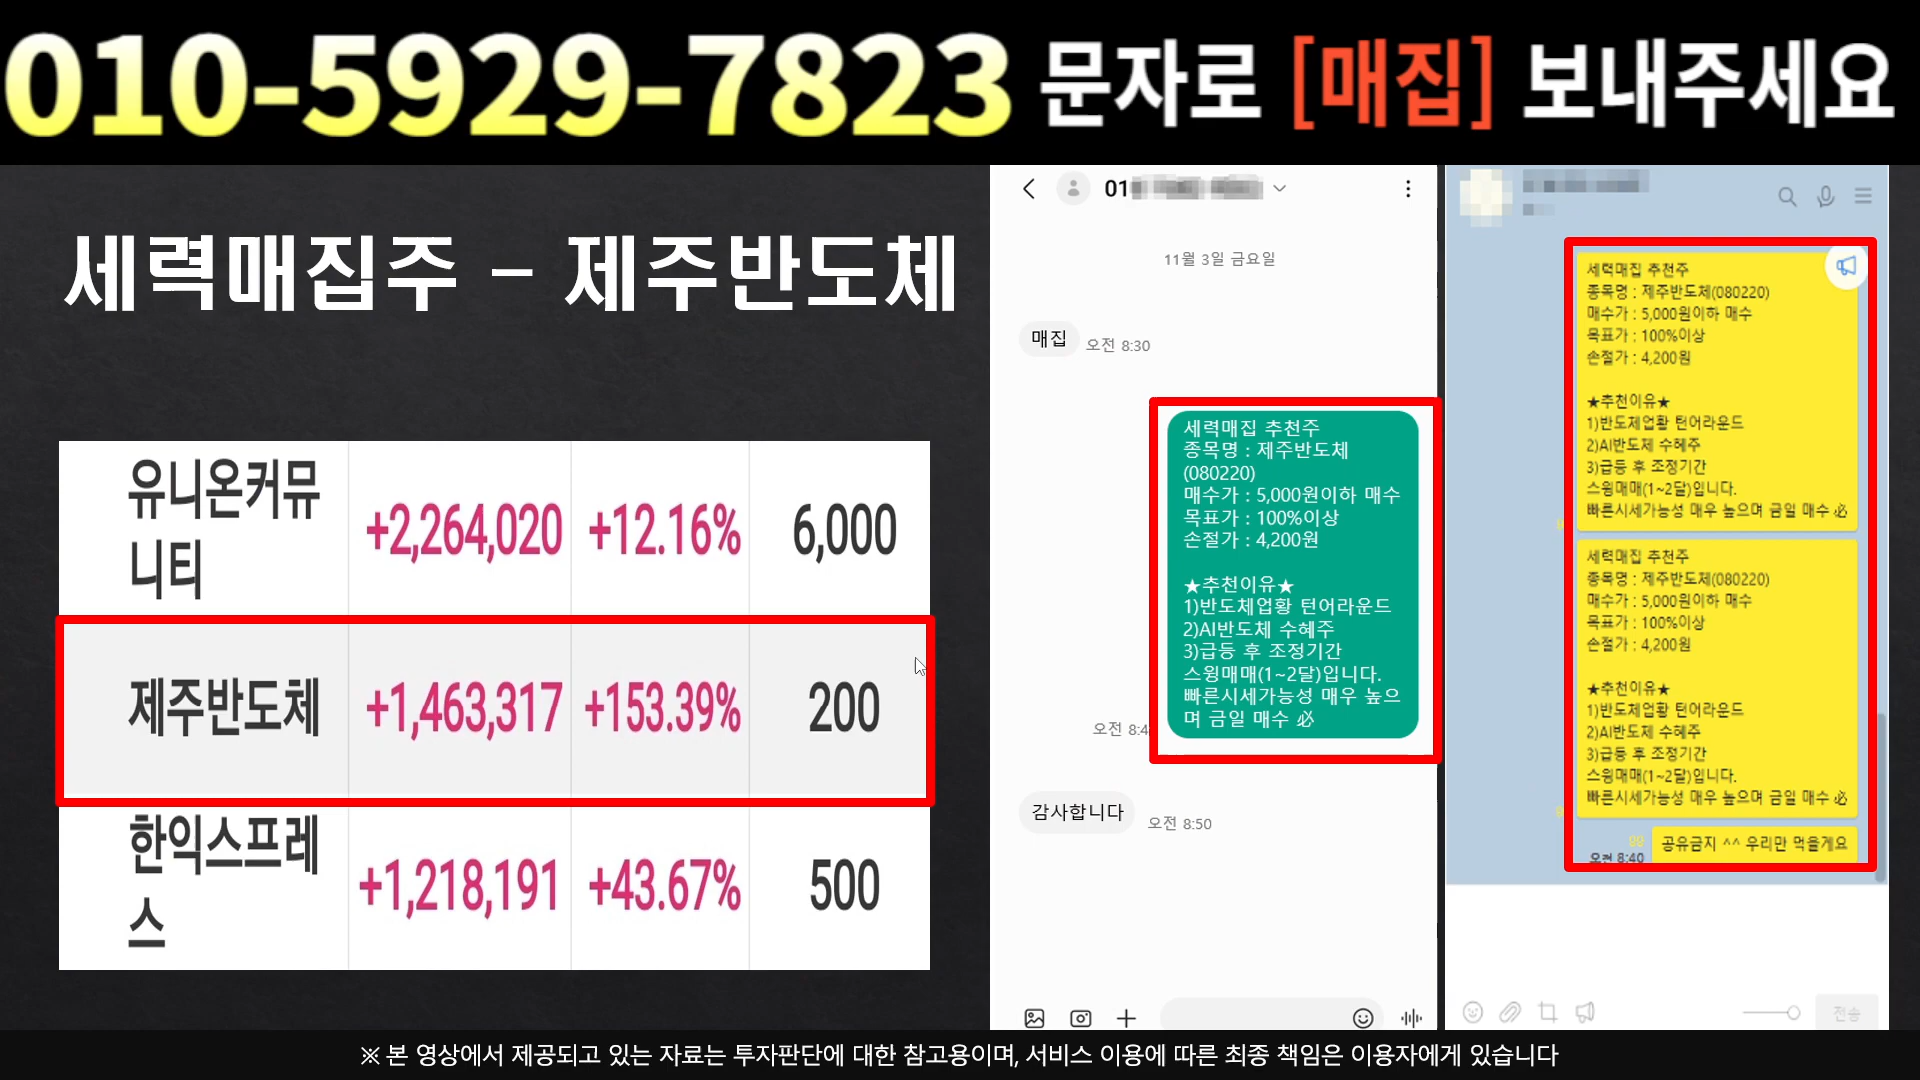 010-5929-7823 문자로 [매집] 보내주세요
세력매집주 - 제주반도체
유니온커뮤
니티
+2,264,020
+12.16%
6,000
제주반도체
+1,463,317
+153.39%
200
한익스프레
스
+1,218,191
+43.67%
500
01
11월 3일 금요일
매집
오전 8:30
세력매집 추천주
종목명 : 제주반도체
(080220)
매수가 : 5,000원이하 매수
목표가 : 100%이상
손절가 : 4,200원
★추천이유★
1)반도체업황 턴어라운드
2)AI반도체 수혜주
3)급등 후 조정기간
스윙매매(1~2달)입니다.
빠른시세가능성 매우 높으
며 금일 매수 必
오전 8:4
감사합니다
오전 8:50
세력매집 추천주
종목명 : 제주반도체(080220)
매수가 : 5,000원이하 매수
목표가 : 100%이상
손절가 : 4,200원
★추천이유★
1)반도체업황 턴어라운드
2)AI반도체 수혜주
3)급등 후 조정기간
스윙매매(1~2달)입니다.
빠른시세가능성 매우 높으며 금일 매수 必
세력매집 추천주
종목명 : 제주반도체(080220)
매수가 : 5,000원이하 매수
목표가 : 100%이상
손절가 : 4,200원
★추천이유★
1)반도체업황 턴어라운드
2)AI반도체 수혜주
3)급등 후 조정기간
스윙매매(1~2달)입니다.
빠른시세가능성 매우 높으며 금일 매수 必
오전 8:40
공유금지 ^^ 우리만 먹을게요
전송
※ 본 영상에서 제공되고 있는 자료는 투자판단에 대한 참고용이며, 서비스 이용에 따른 최종 책임은 이용자에게 있습니다